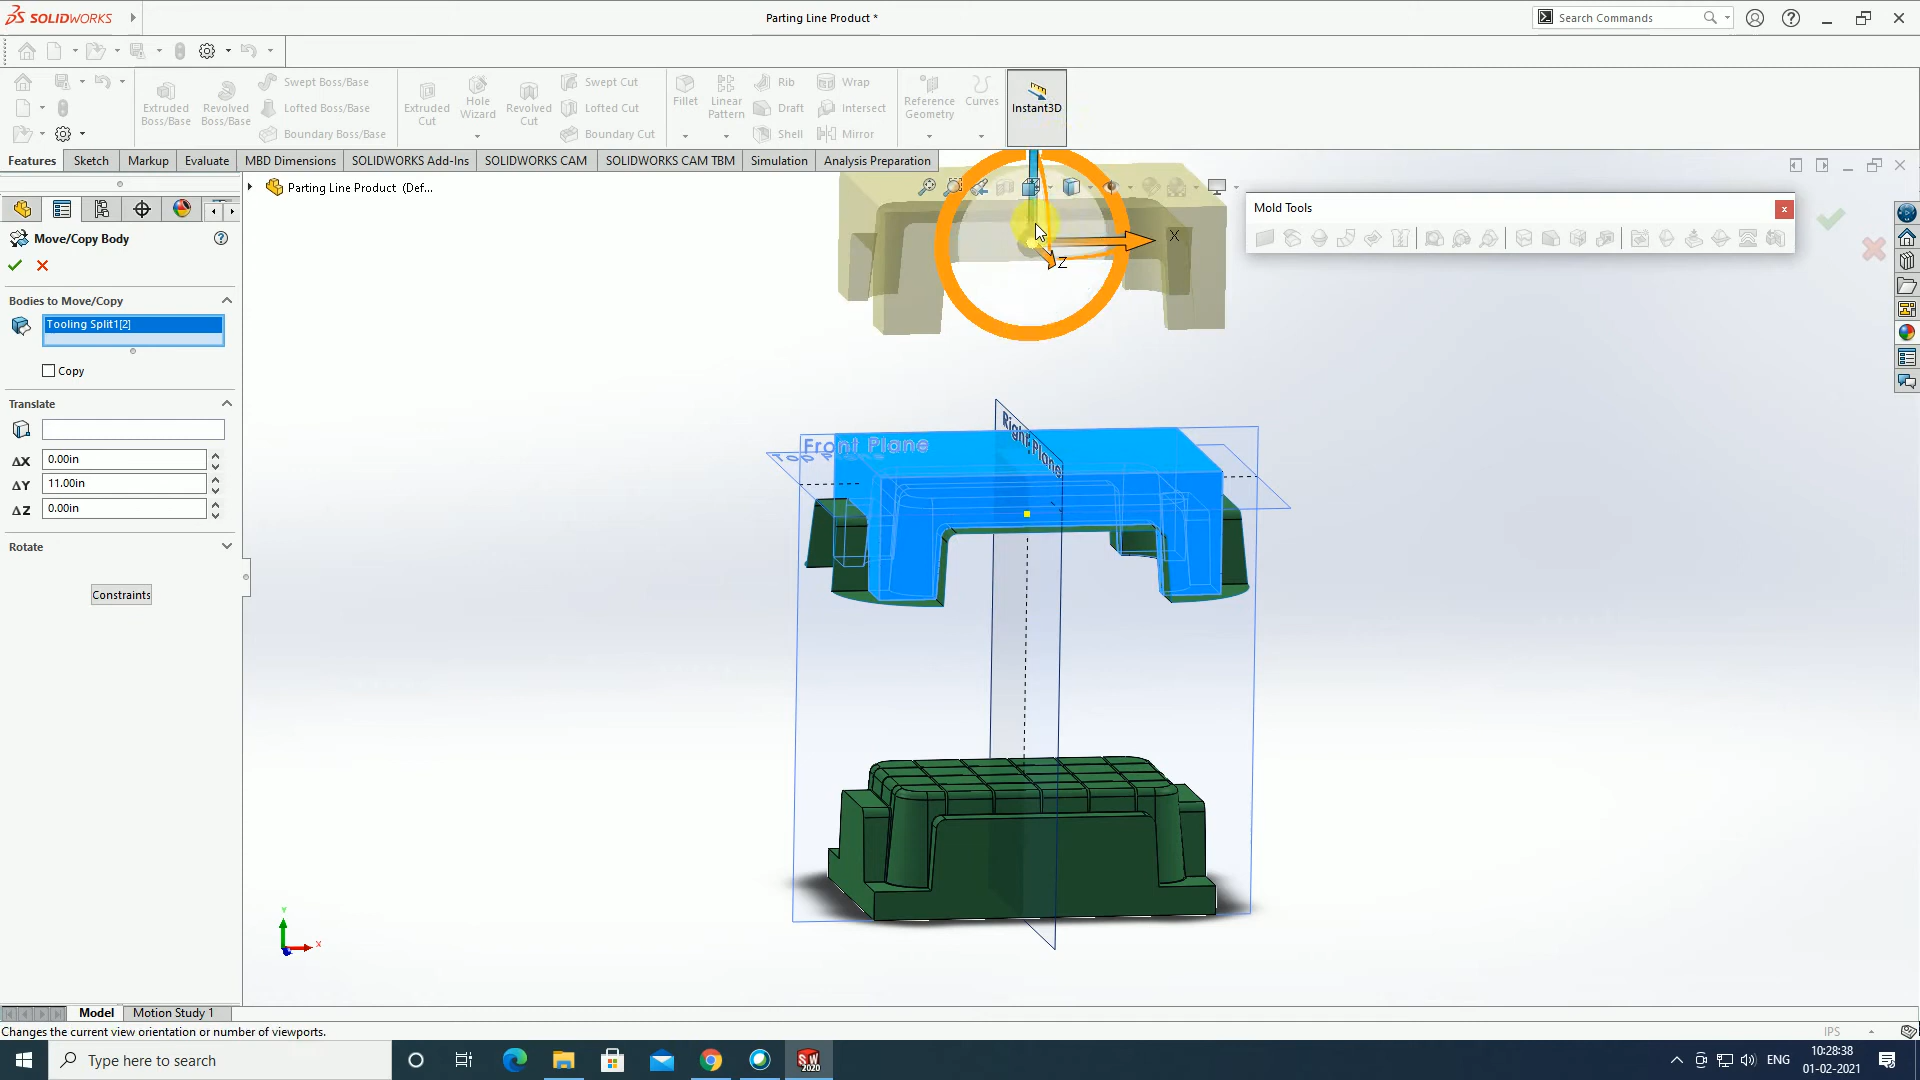 SOLIDWORKS
Parting Line Product *
Search Commands
Extruded Boss/Base
Revolved Boss/Base
Swept Boss/Base
Lofted Boss/Base
Boundary Boss/Base
Extruded Cut
Hole Wizard
Revolved Cut
Swept Cut
Lofted Cut
Boundary Cut
Fillet
Linear Pattern
Rib
Draft
Shell
Wrap
Intersect
Mirror
Reference Geometry
Curves
Instant3D
Features
Sketch
Markup
Evaluate
MBD Dimensions
SOLIDWORKS Add-Ins
SOLIDWORKS CAM
SOLIDWORKS CAM TBM
Simulation
Analysis Preparation
Parting Line Product (Def...
Mold Tools
Move/Copy Body
Bodies to Move/Copy
Tooling Split1[2]
Copy
Translate
ΔX 0.00in
ΔY 11.00in
ΔZ 0.00in
Rotate
Constraints
X
Z
Front Plane
Right Plane
Y
X
Model
Motion Study 1
Changes the current view orientation or number of viewports.
IPS
Type here to search
SW
2020
ENG
10:28:38
01-02-2021